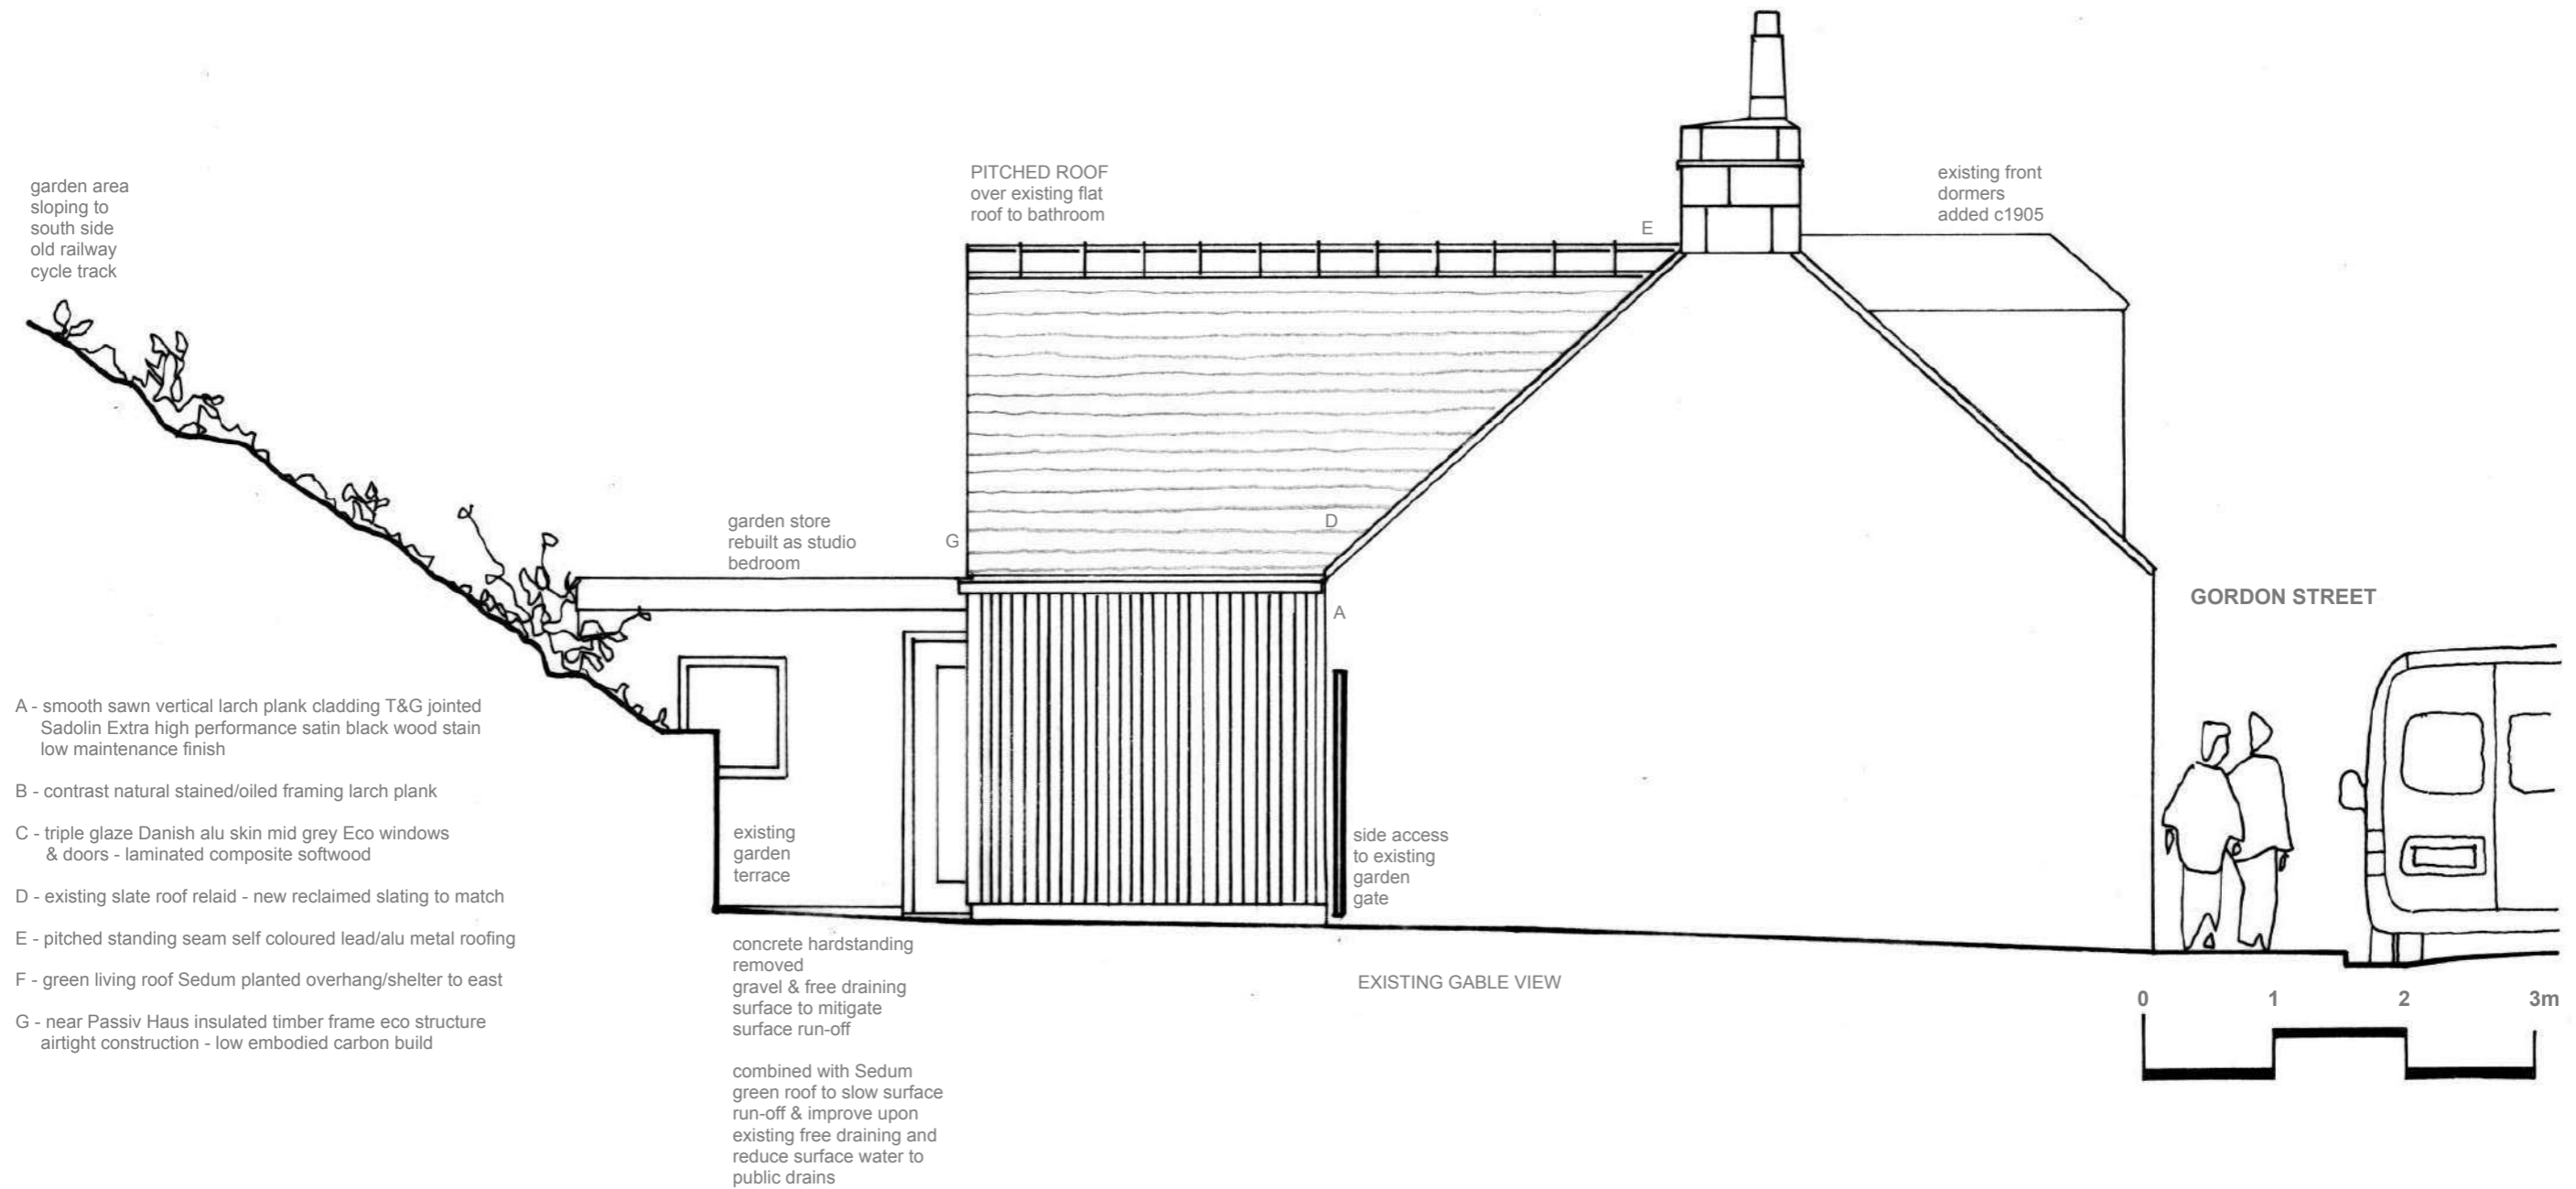 garden area
sloping to
south side
old railway
cycle track
PITCHED ROOF
over existing flat
roof to bathroom
E
existing front
dormers
added c1905
garden store
rebuilt as studio
bedroom
G
D
A
GORDON STREET
A - smooth sawn vertical larch plank cladding T&G jointed
Sadolin Extra high performance satin black wood stain
low maintenance finish
B - contrast natural stained/oiled framing larch plank
C - triple glaze Danish alu skin mid grey Eco windows
& doors - laminated composite softwood
D - existing slate roof relaid - new reclaimed slating to match
E - pitched standing seam self coloured lead/alu metal roofing
F - green living roof Sedum planted overhang/shelter to east
G - near Passiv Haus insulated timber frame eco structure
airtight construction - low embodied carbon build
existing
garden
terrace
side access
to existing
garden
gate
concrete hardstanding
removed
gravel & free draining
surface to mitigate
surface run-off
combined with Sedum
green roof to slow surface
run-off & improve upon
existing free draining and
reduce surface water to
public drains
EXISTING GABLE VIEW
0 1 2 3m